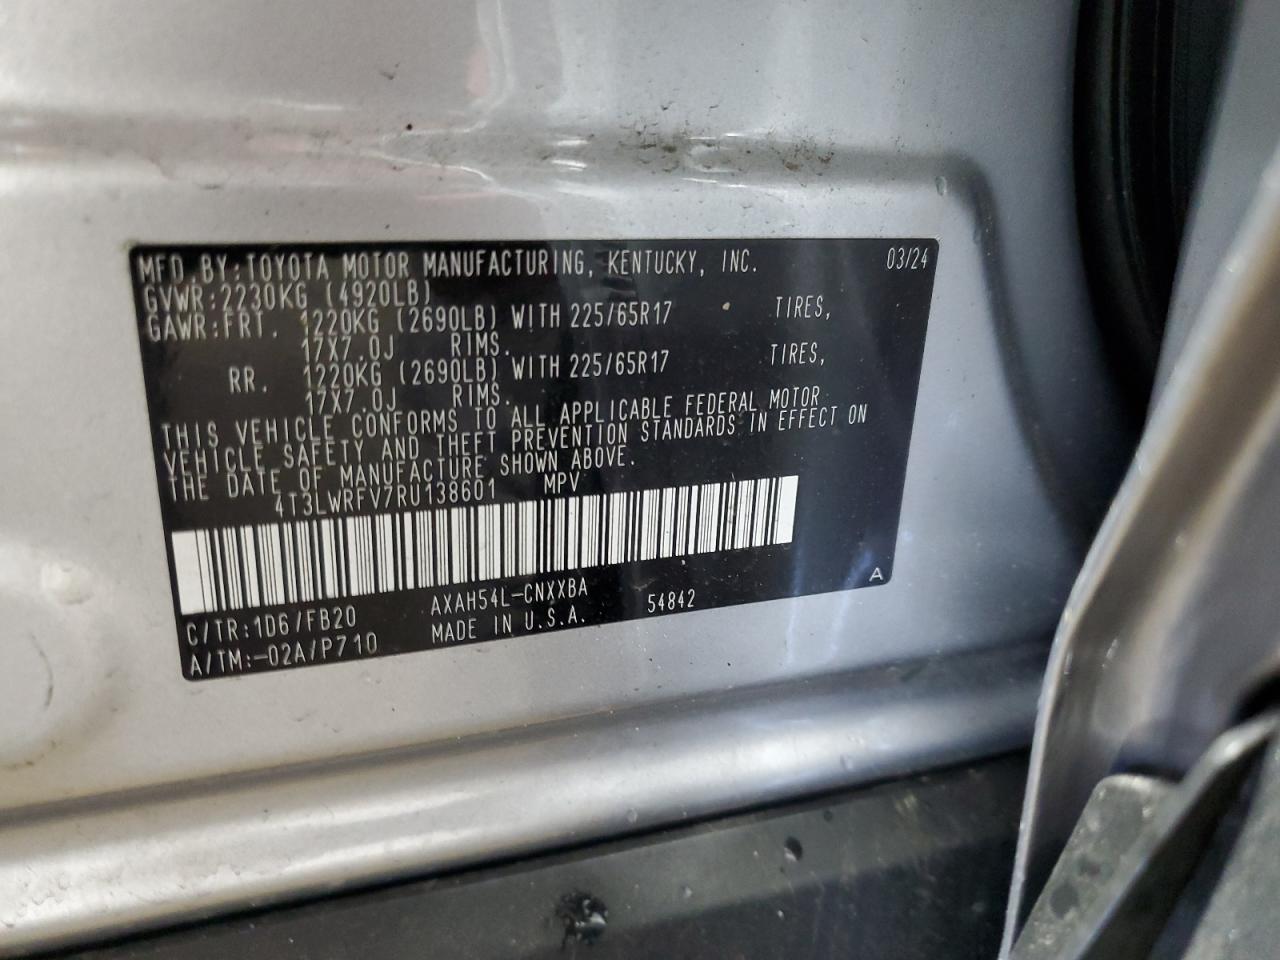 MFD.BY:TOYOTA MOTOR MANUFACTURING, KENTUCKY, INC. 03/24
GVWR:2230KG (4920LB)
GAWR:FRT. 1220KG (2690LB) WITH 225/65R17 TIRES,
17X7.0J RIMS.
RR. 1220KG (2690LB) WITH 225/65R17 TIRES,
17X7.0J RIMS.
THIS VEHICLE CONFORMS TO ALL APPLICABLE FEDERAL MOTOR
VEHICLE SAFETY AND THEFT PREVENTION STANDARDS IN EFFECT ON
THE DATE OF MANUFACTURE SHOWN ABOVE.
4T3LWRFV7RU138601 MPV
A
C/TR:1D6/FB20 AXAH54L-CNXXBA 54842
A/TM:-02A/P710 MADE IN U.S.A.